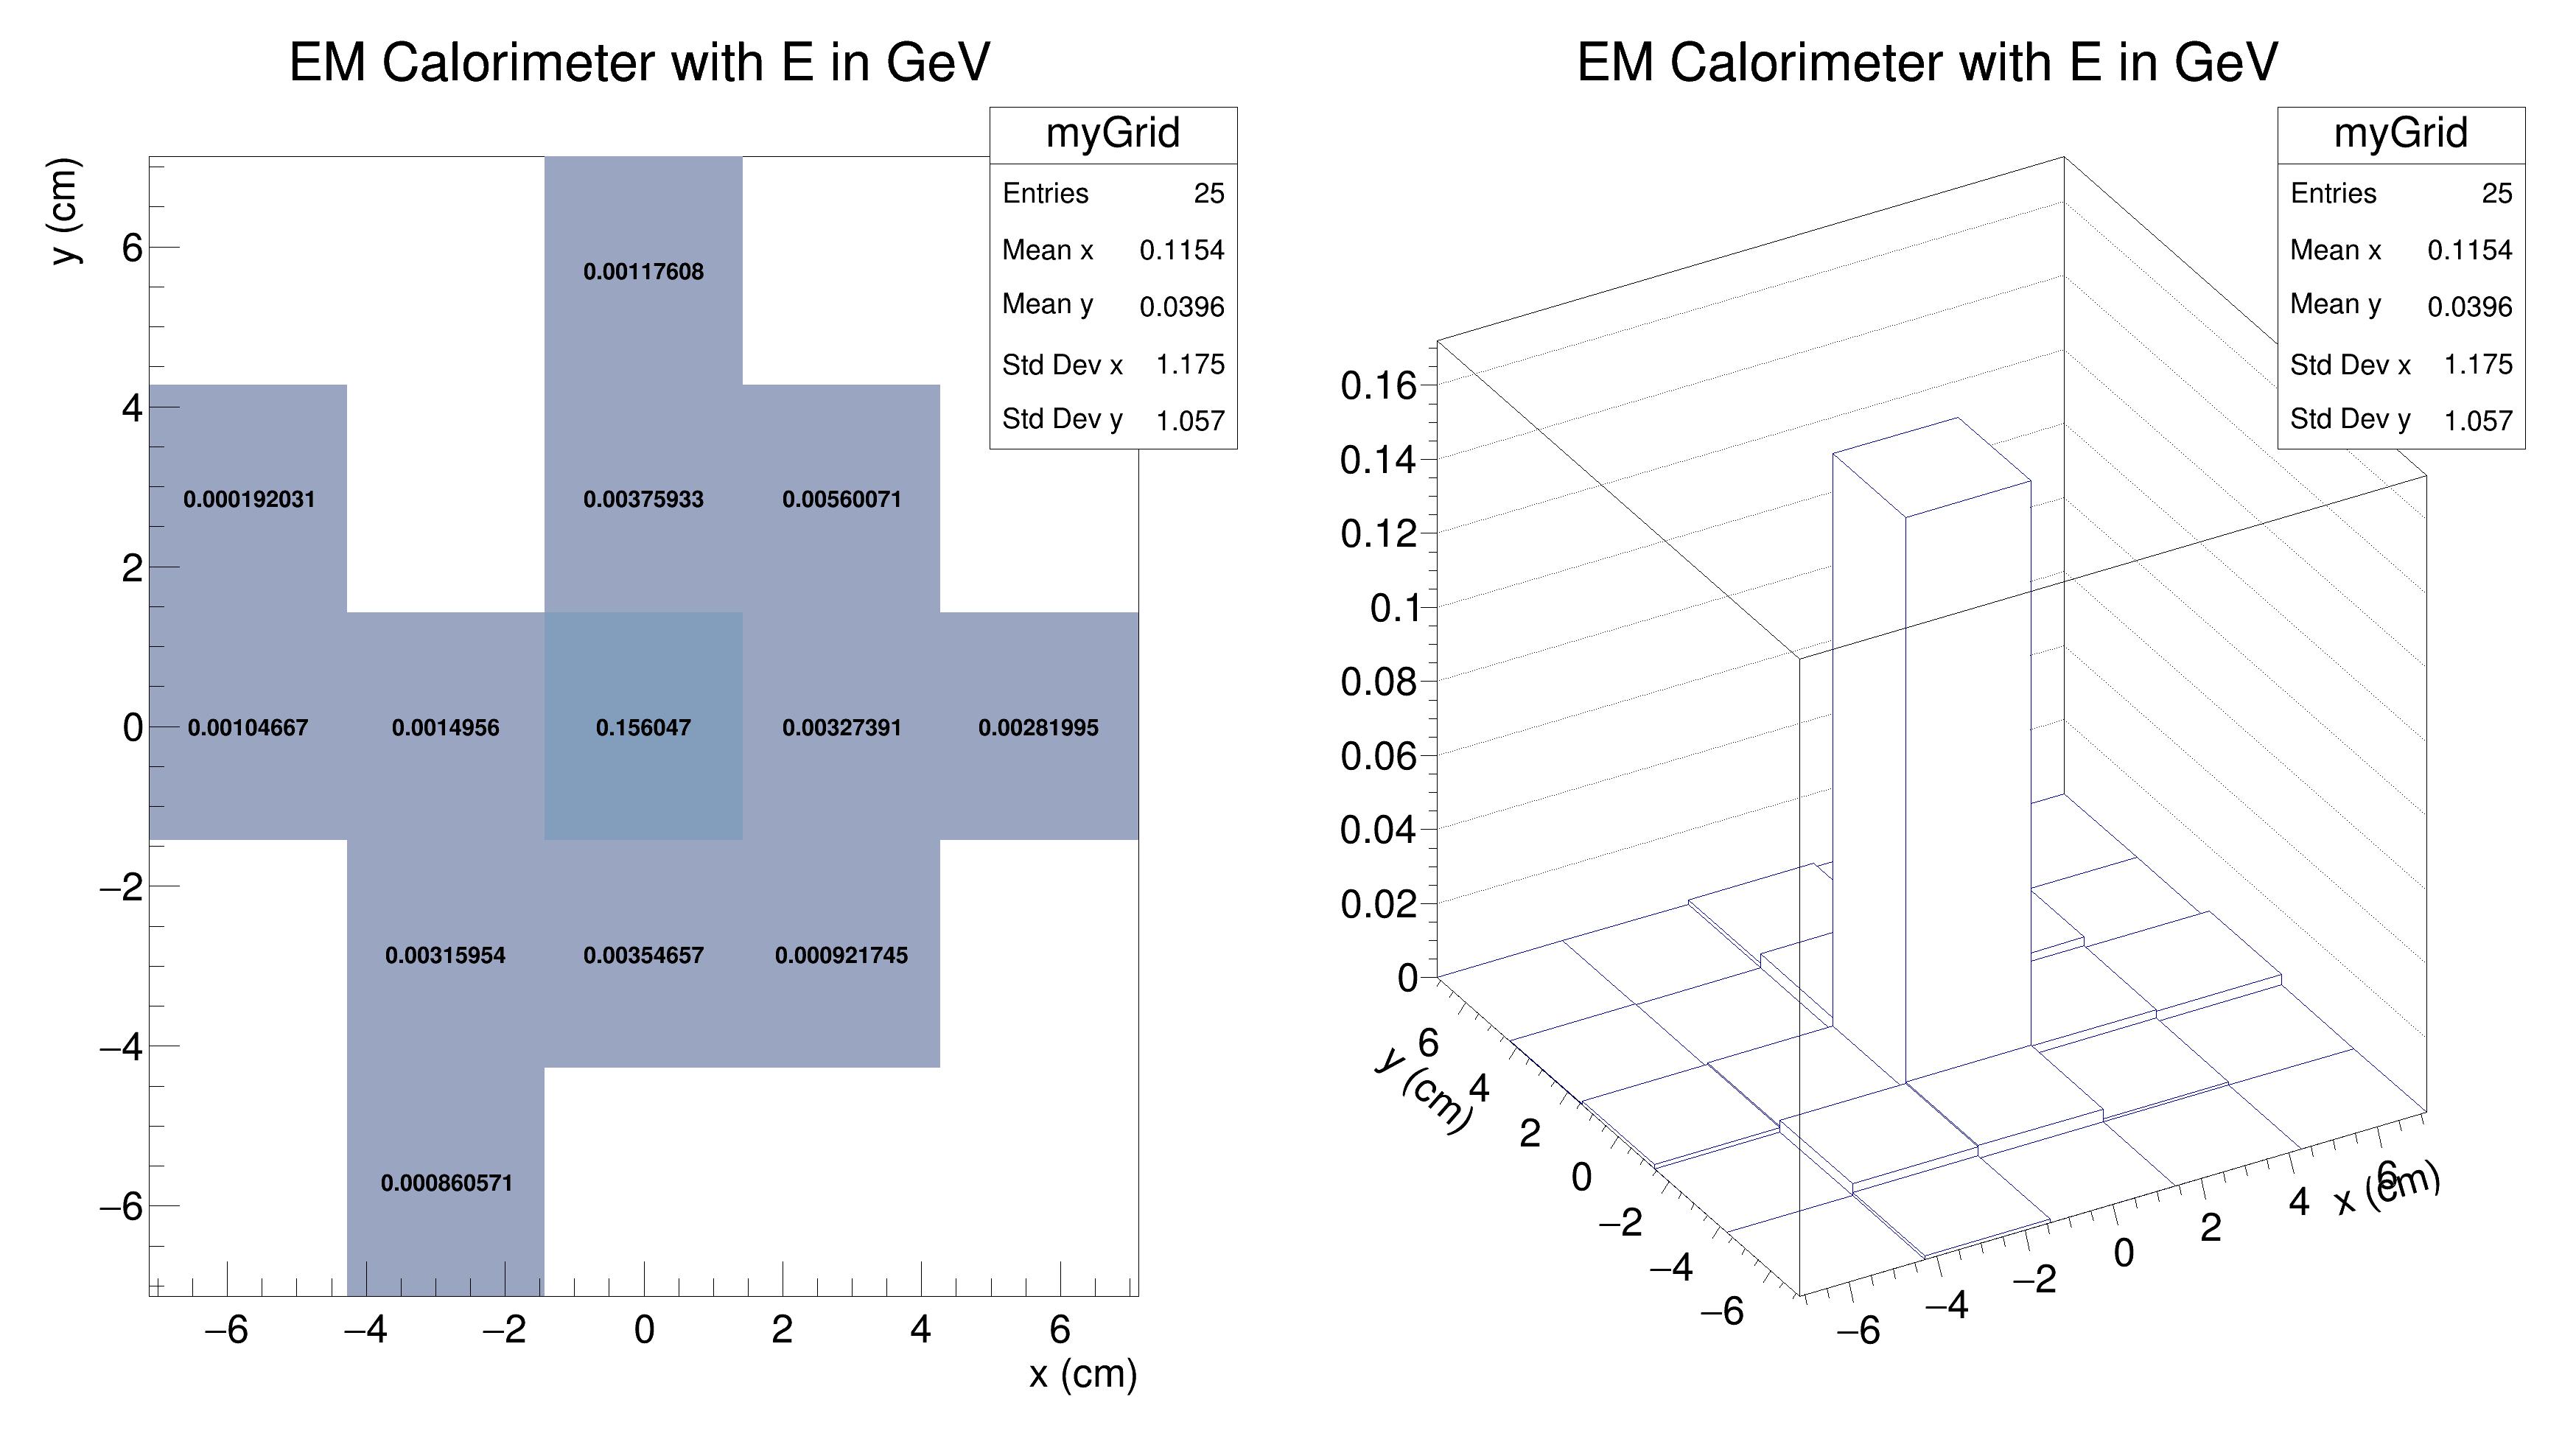 EM Calorimeter with E in GeV
myGrid
Entries 25
Mean x 0.1154
Mean y 0.0396
Std Dev x 1.175
Std Dev y 1.057
y (cm)
6
4
2
0
−2
−4
−6
0.00117608
0.000192031 0.00375933 0.00560071
0.00104667 0.0014956 0.156047 0.00327391 0.00281995
0.00315954 0.00354657 0.000921745
0.000860571
−6 −4 −2 0 2 4 6
x (cm)
EM Calorimeter with E in GeV
myGrid
Entries 25
Mean x 0.1154
Mean y 0.0396
Std Dev x 1.175
Std Dev y 1.057
0.16
0.14
0.12
0.1
0.08
0.06
0.04
0.02
0
y (cm)
6
4
2
0
−2
−4
−6
−6 −4 −2 0 2 4 6
x (cm)